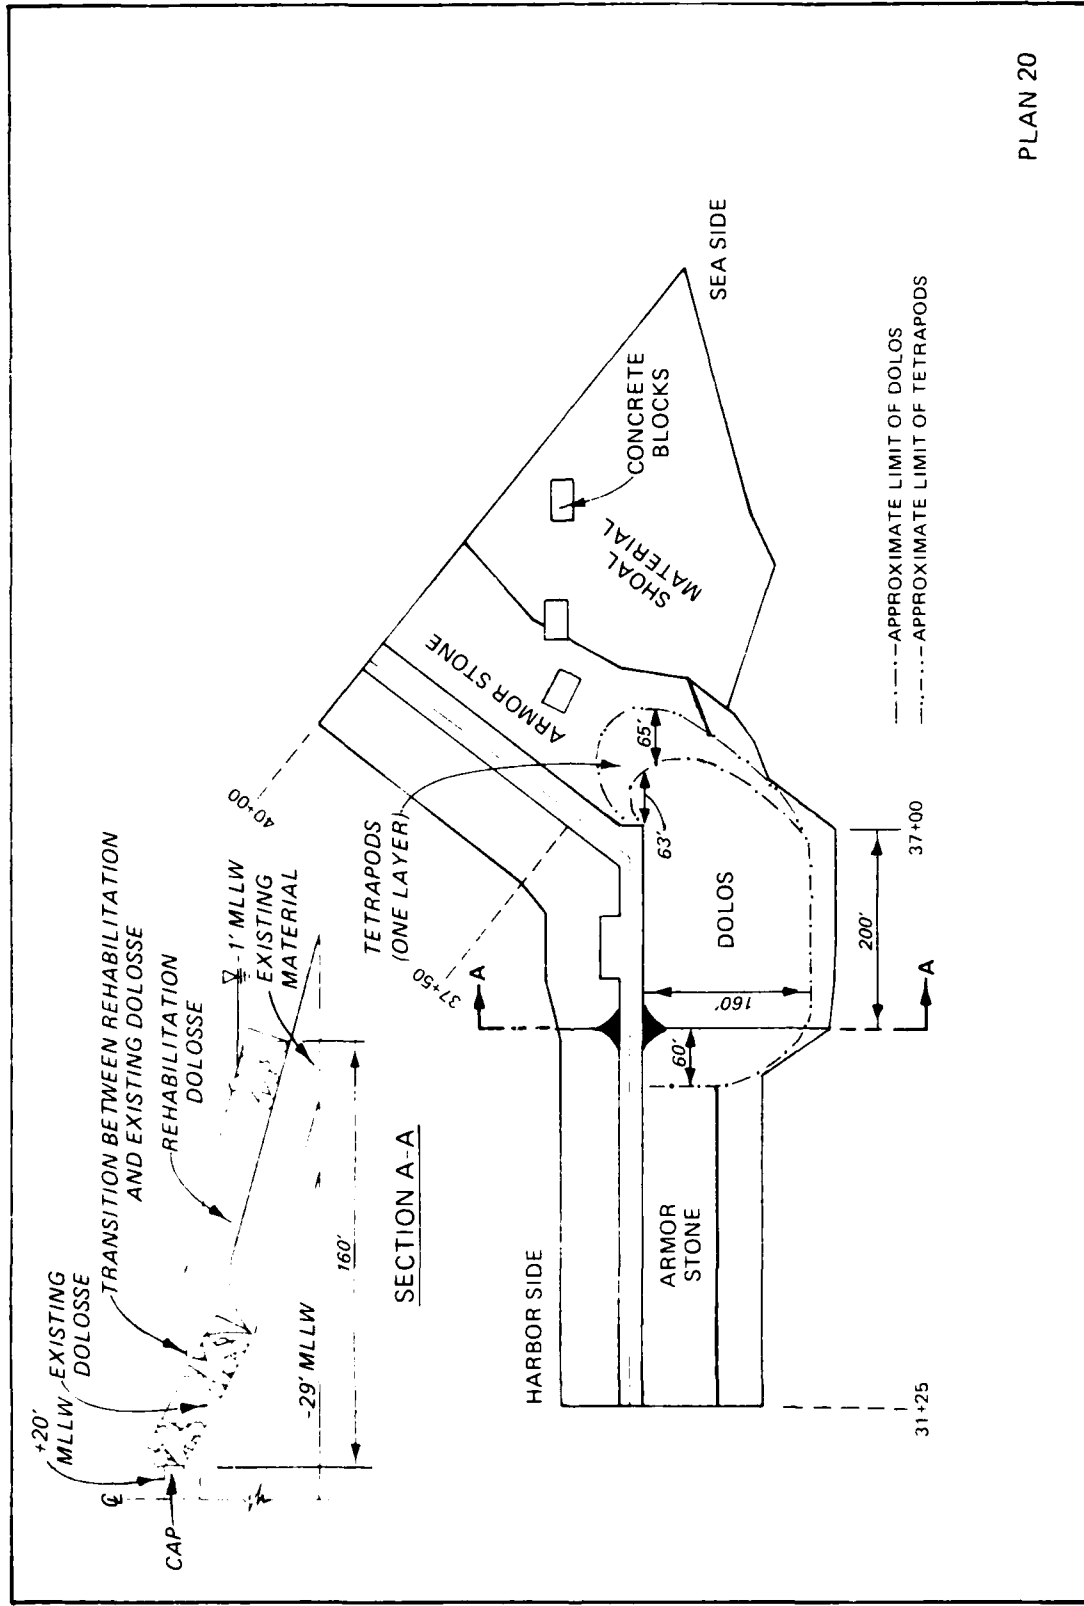 +20'
MLLW
EXISTING
DOLOSSE
TRANSITION BETWEEN REHABILITATION
AND EXISTING DOLOSSE
REHABILITATION
DOLOSSE
-1' MLLW
EXISTING
MATERIAL
℄
CAP
-29' MLLW
160'
SECTION A-A
40+00
TETRAPODS
(ONE LAYER)
37+50
A
A
HARBOR SIDE
ARMOR
STONE
60'
160'
DOLOS
200'
63'
65'
ARMOR STONE
SHOAL
MATERIAL
CONCRETE
BLOCKS
SEA SIDE
31+25
37+00
APPROXIMATE LIMIT OF DOLOS
APPROXIMATE LIMIT OF TETRAPODS
PLAN 20